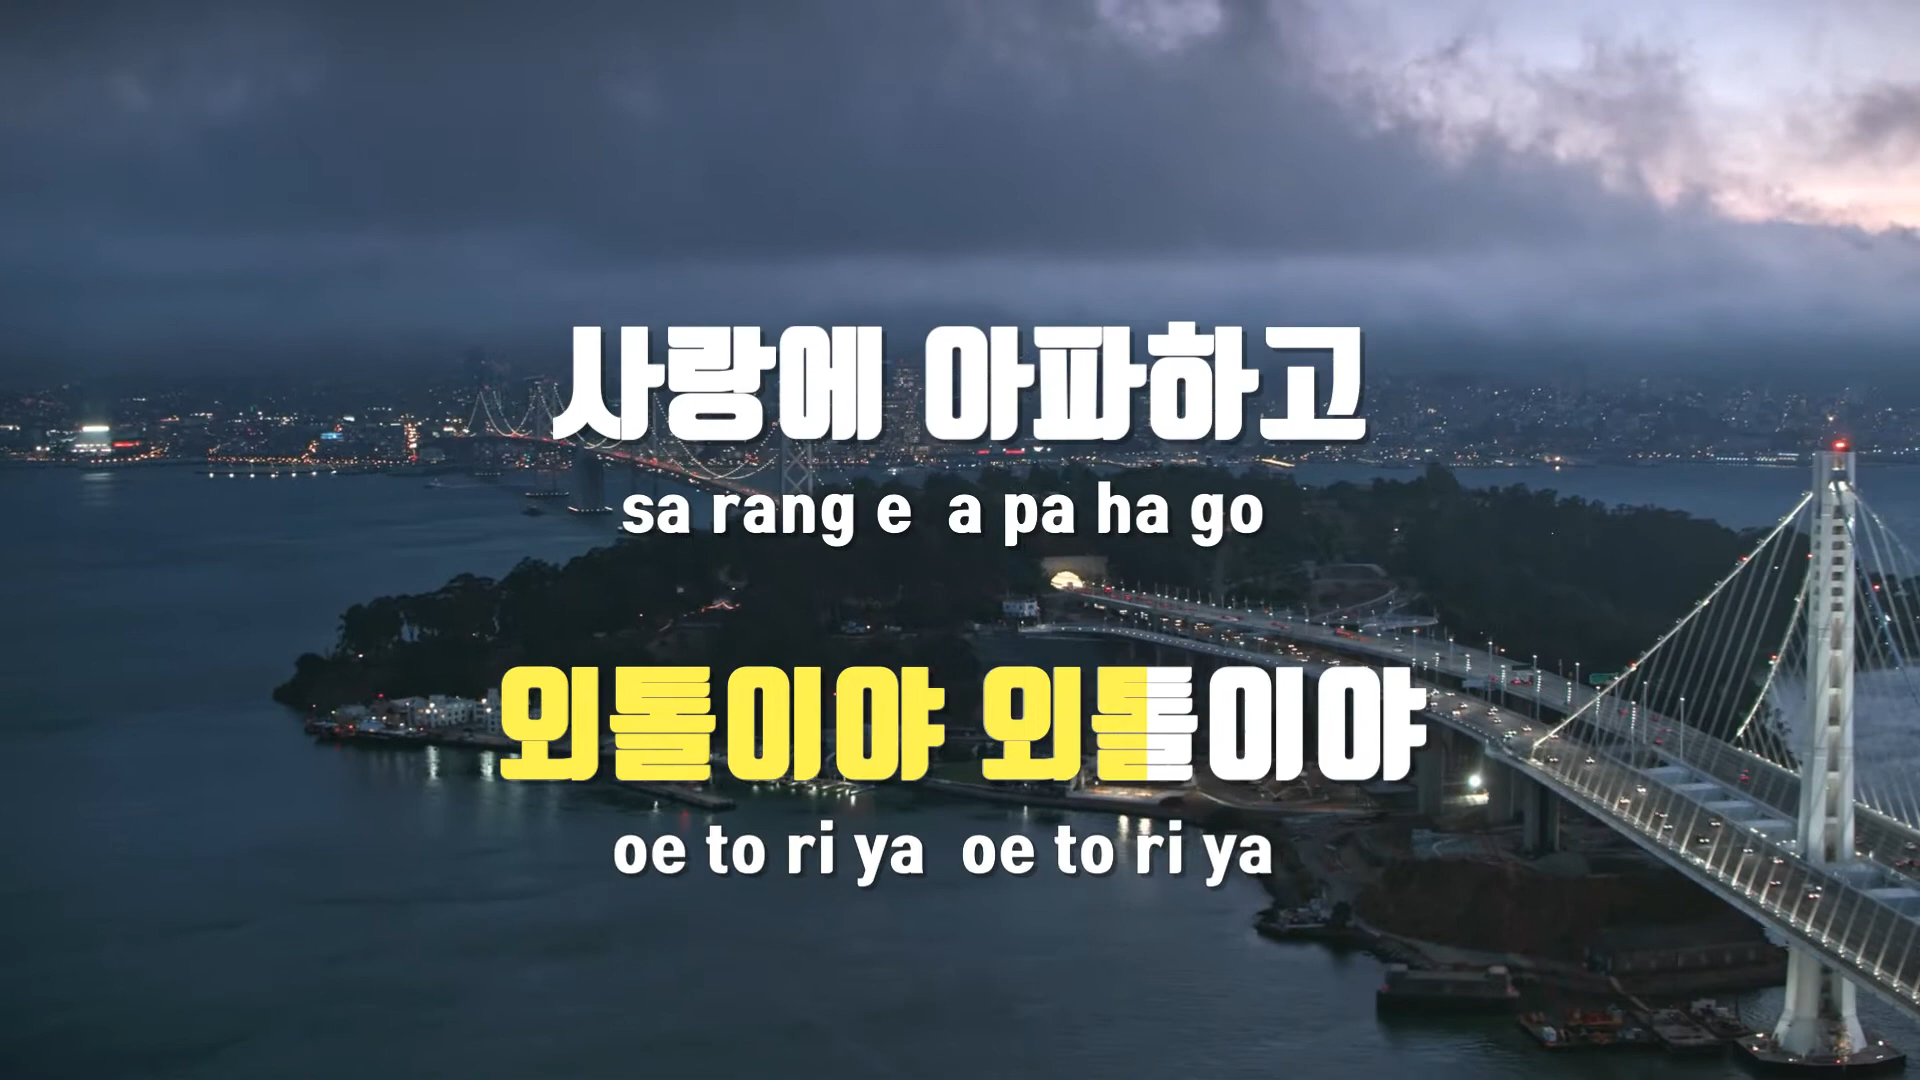 사랑에 아파하고
sa rang e a pa ha go
외톨이야 외톨이야
oe to ri ya oe to ri ya